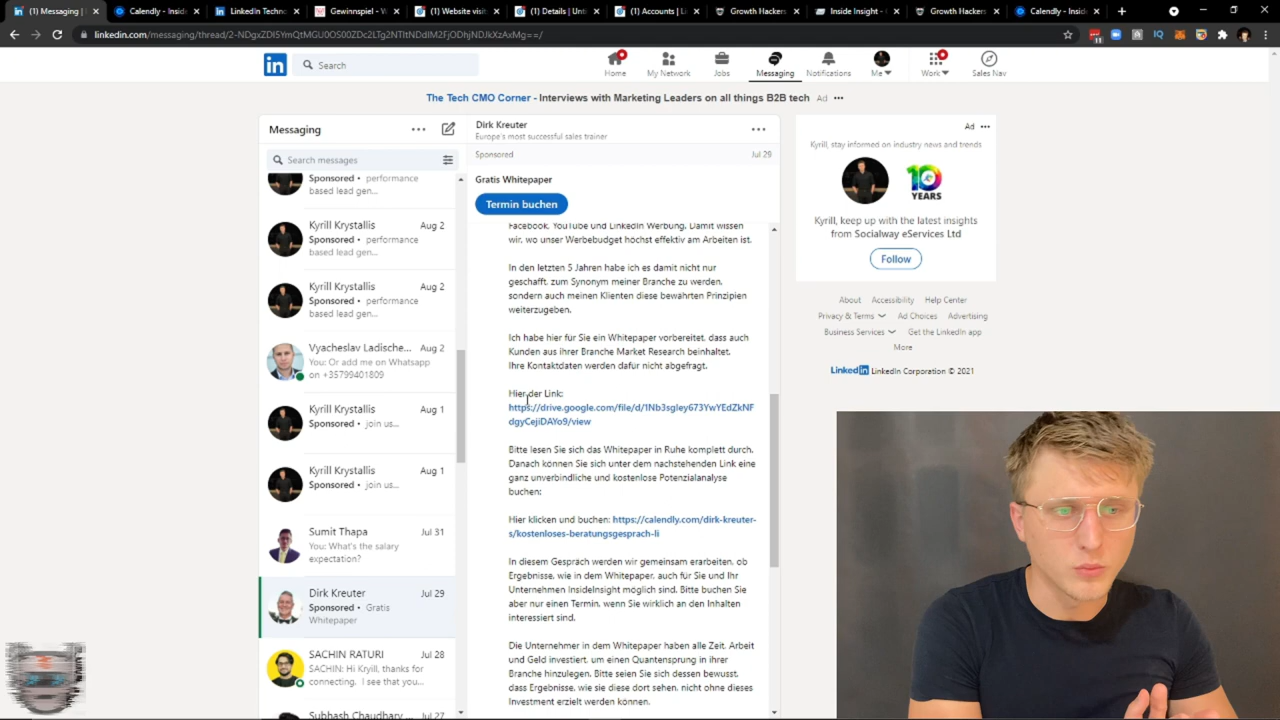 (1) Messaging |
Calendly - Inside
LinkedIn Techno
Gewinnspiel - W
(1) Website visit
(1) Details | Unt
(1) Accounts | Li
Growth Hackers
Inside Insight -
Growth Hackers
Calendly - Inside
Search
Home
My Network
Jobs
Messaging
Notifications
Me
Work
Sales Nav
The Tech CMO Corner - Interviews with Marketing Leaders on all things B2B tech Ad
Messaging
Search messages
Sponsored • performance
based lead gen...
Kyrill Krystallis Aug 2
Sponsored • performance
based lead gen...
Kyrill Krystallis Aug 2
Sponsored • performance
based lead gen...
Vyacheslav Ladische... Aug 2
You: Or add me on Whatsapp
on +35799401809
Kyrill Krystallis Aug 1
Sponsored • join us...
Kyrill Krystallis Aug 1
Sponsored • join us...
Sumit Thapa Jul 31
You: What's the salary
expectation?
Dirk Kreuter Jul 29
Sponsored • Gratis
Whitepaper
SACHIN RATURI Jul 28
SACHIN: Hi Kryill, thanks for
connecting. I see that you...
Subhash Chaudhary... Jul 27
Dirk Kreuter
Europe's most successful sales trainer
Sponsored Jul 29
Gratis Whitepaper
Termin buchen
Facebook, YouTube und LinkedIn Werbung. Damit wissen
wir, wo unser Werbebudget höchst effektiv am Arbeiten ist.
In den letzten 5 Jahren habe ich es damit nicht nur
geschafft, zum Synonym meiner Branche zu werden,
sondern auch meinen Klienten diese bewährten Prinzipien
weiterzugeben.
Ich habe hier für Sie ein Whitepaper vorbereitet, dass auch
Kunden aus ihrer Branche Market Research beinhaltet.
Ihre Kontaktdaten werden dafür nicht abgefragt.
Hier der Link:
https://drive.google.com/file/d/1Nb3sgley673YwYEdZkNF
dgyCejiDAYo9/view
Bitte lesen Sie sich das Whitepaper in Ruhe komplett durch.
Danach können Sie sich unter dem nachstehenden Link eine
ganz unverbindliche und kostenlose Potenzialanalyse
buchen:
Hier klicken und buchen: https://calendly.com/dirk-kreuter-
s/kostenloses-beratungsgesprach-li
In diesem Gespräch werden wir gemeinsam erarbeiten, ob
Ergebnisse, wie in dem Whitepaper, auch für Sie und Ihr
Unternehmen InsideInsight möglich sind. Bitte buchen Sie
aber nur einen Termin, wenn Sie wirklich an den Inhalten
interessiert sind.
Die Unternehmer in dem Whitepaper haben alle Zeit, Arbeit
und Geld investiert, um einen Quantensprung in ihrer
Branche hinzulegen. Bitte seien Sie sich dessen bewusst,
dass Ergebnisse, wie sie diese dort sehen, nicht ohne dieses
Investment erzielt werden können.
Ad
Kyrill, stay informed on industry news and trends
10
YEARS
Kyrill, keep up with the latest insights
from Socialway eServices Ltd
Follow
About Accessibility Help Center
Privacy & Terms Ad Choices Advertising
Business Services Get the LinkedIn app
More
LinkedIn LinkedIn Corporation © 2021